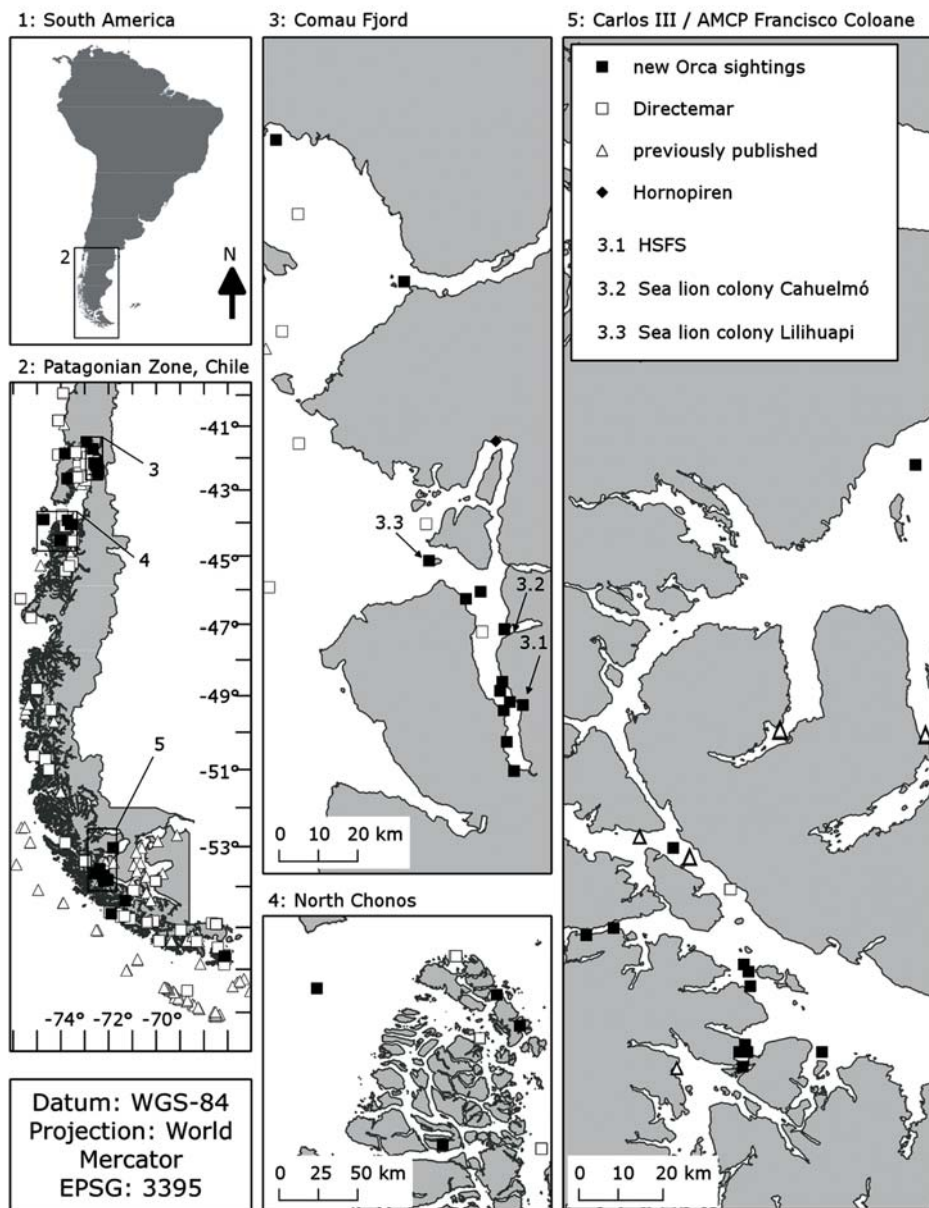 1: South America
2
N
2: Patagonian Zone, Chile
-41°
3
-43°
4
-45°
-47°
-49°
5
-51°
-53°
-74° -72° -70°
Datum: WGS-84
Projection: World
Mercator
EPSG: 3395
3: Comau Fjord
3.3
3.2
3.1
0 10 20 km
4: North Chonos
0 25 50 km
5: Carlos III / AMCP Francisco Coloane
new Orca sightings
Directemar
previously published
Hornopiren
3.1 HSFS
3.2 Sea lion colony Cahuelmó
3.3 Sea lion colony Lilihuapi
0 10 20 km